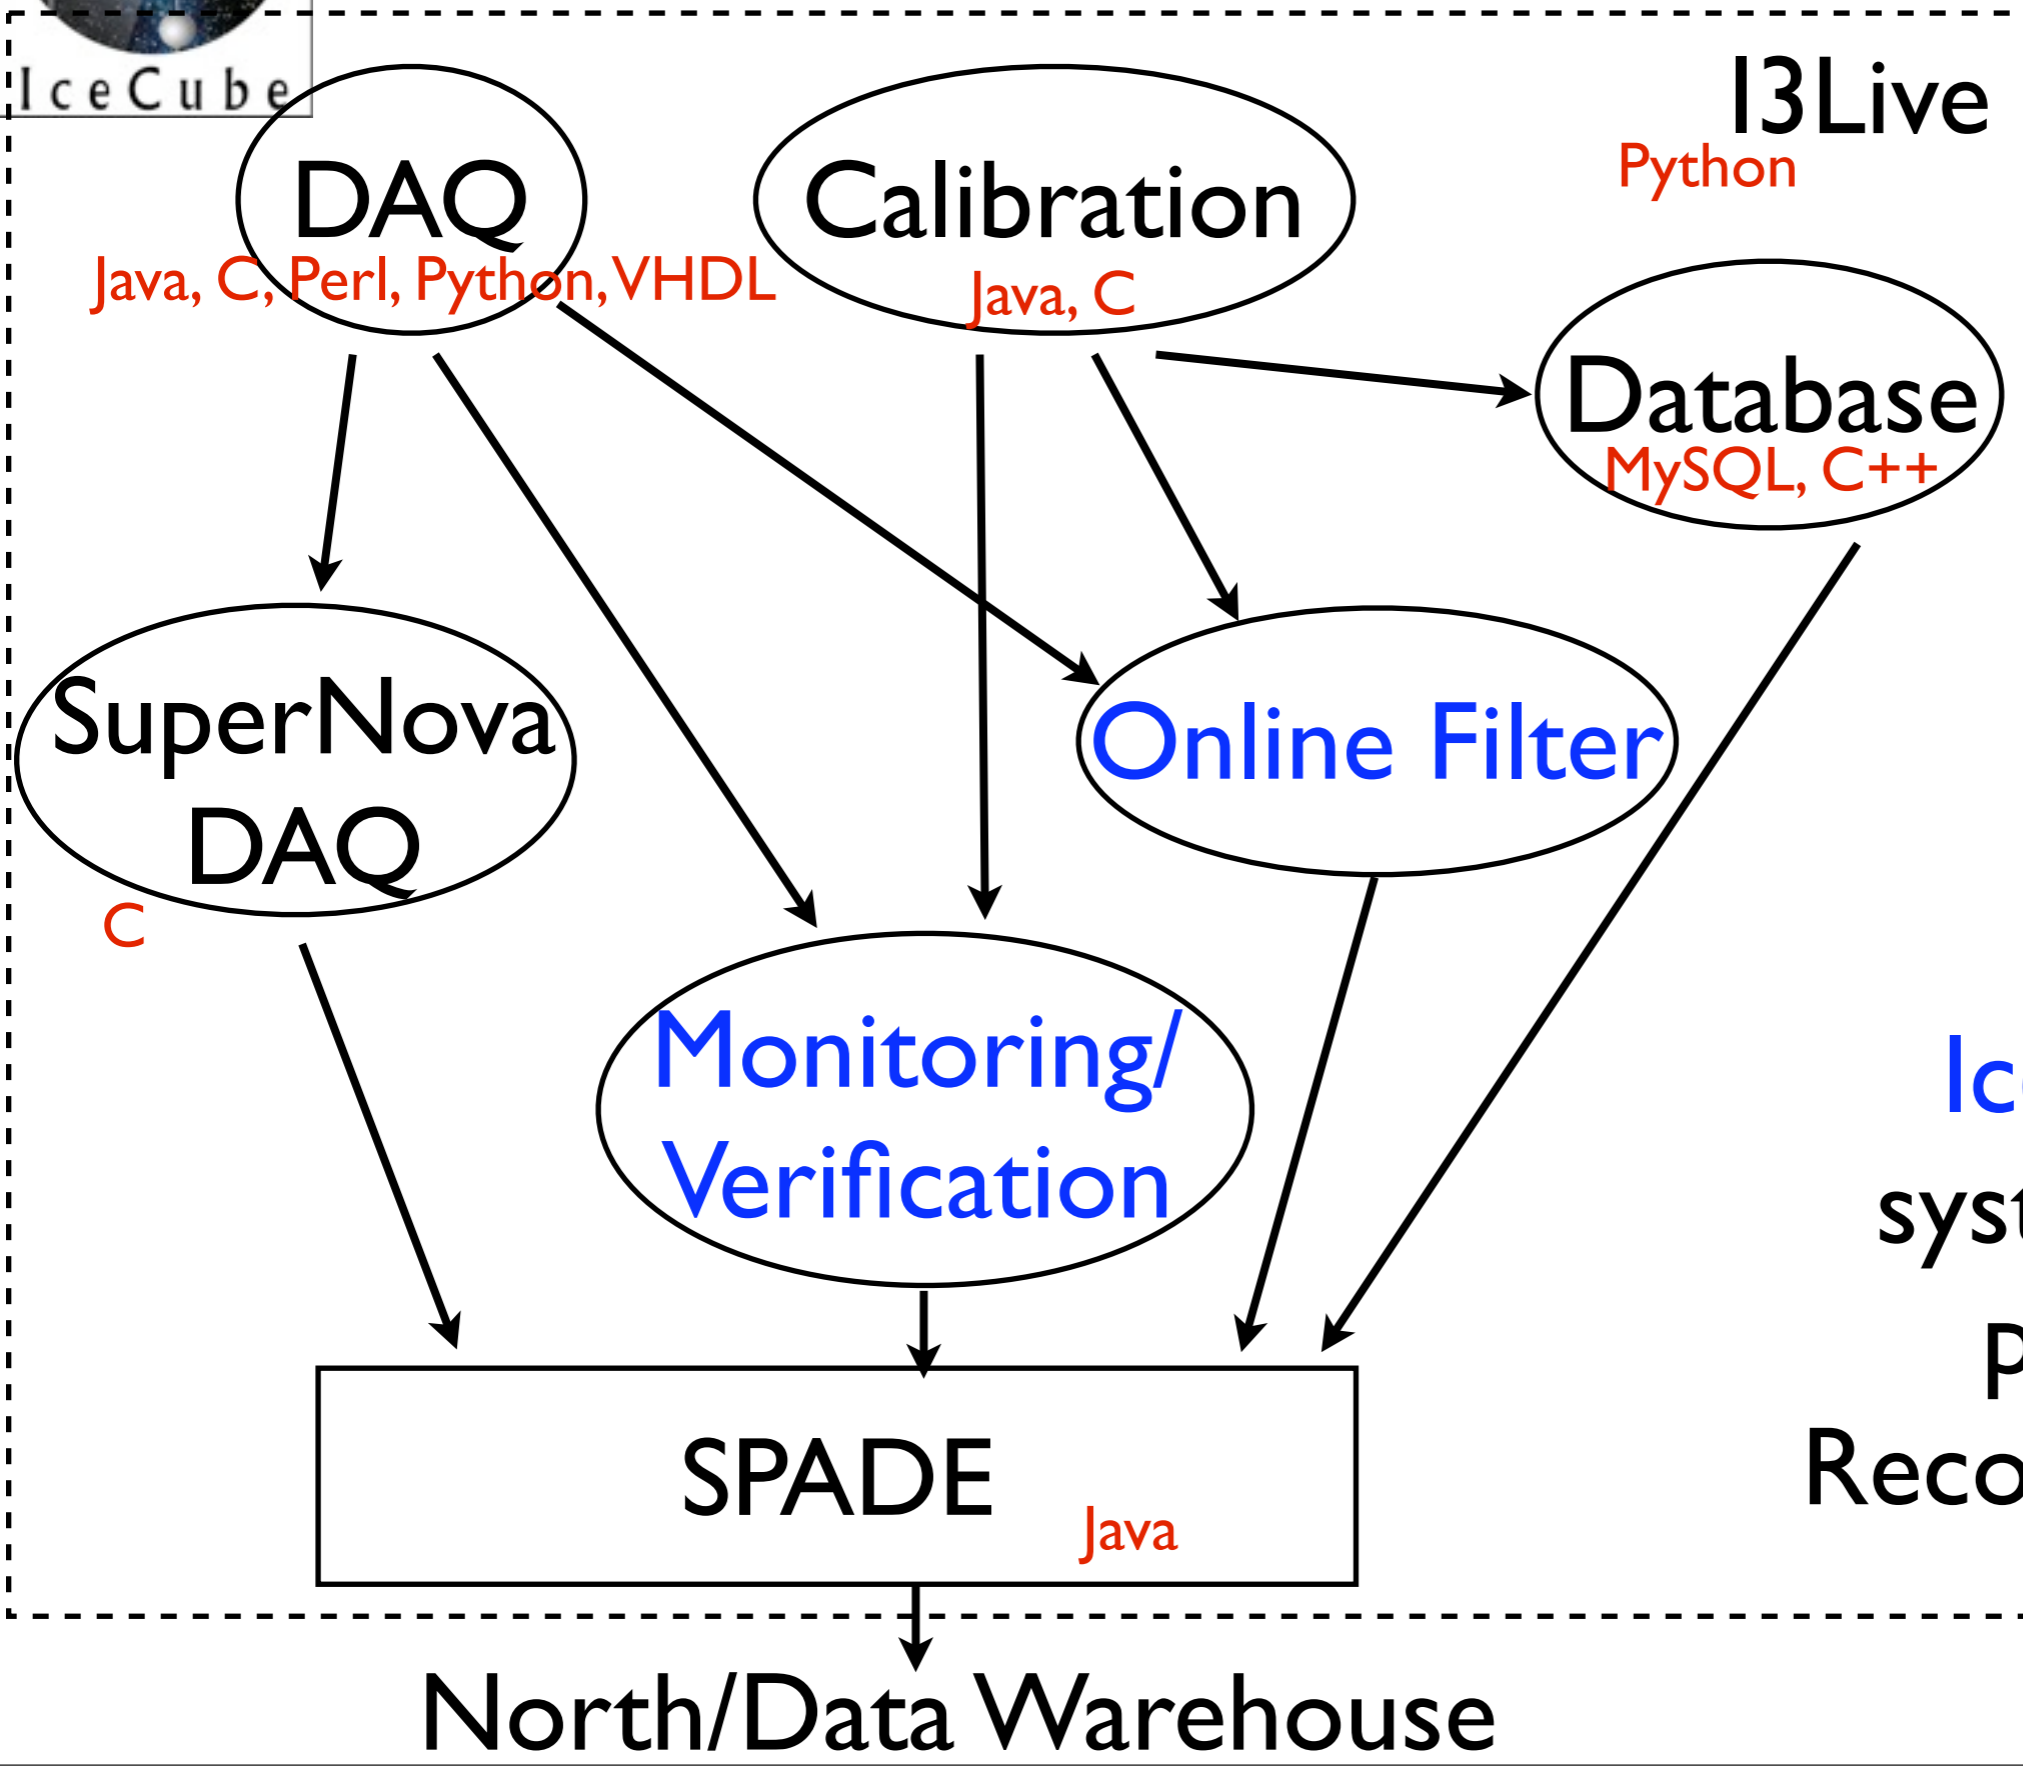 IceCube
I3Live
Python
DAQ
Java, C, Perl, Python, VHDL
Calibration
Java, C
Database
MySQL, C++
SuperNova
DAQ
C
Online Filter
Monitoring/
Verification
SPADE
Java
North/Data Warehouse